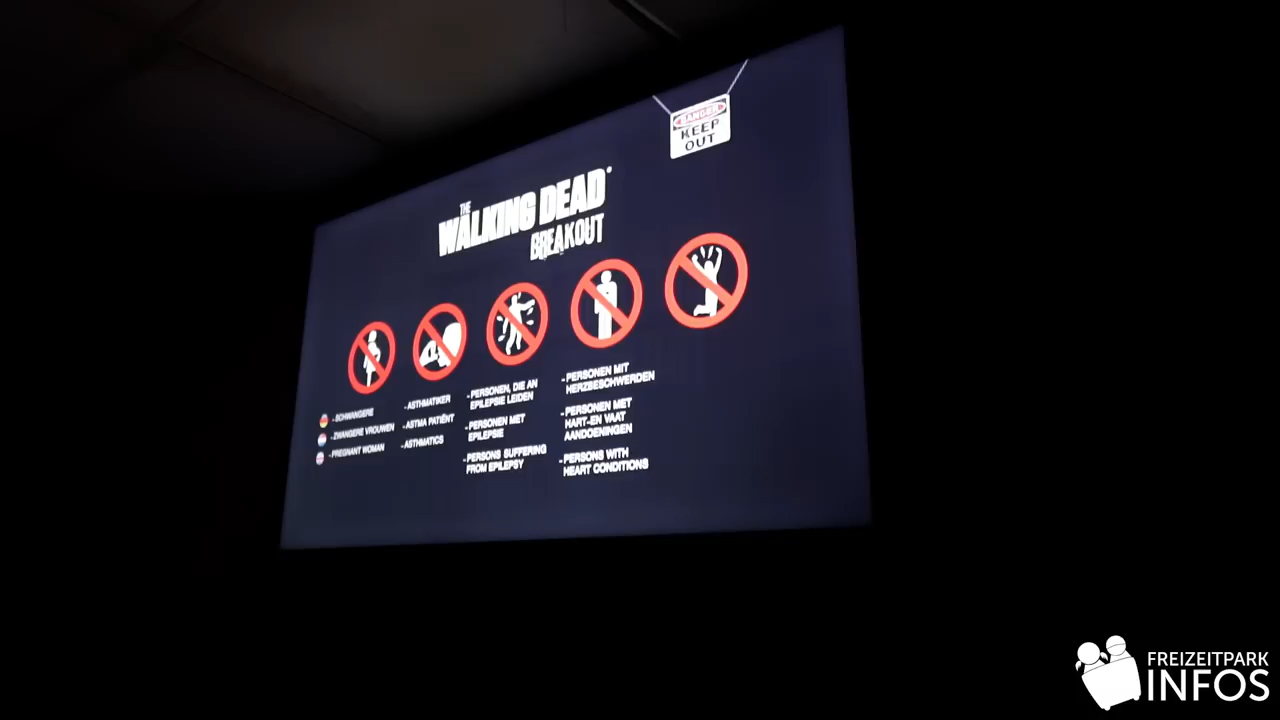 DANGER
KEEP
OUT
THE
WALKING DEAD
BREAKOUT
-SCHWANGERE
-ZWANGERE VROUWEN
-PREGNANT WOMAN
-ASTHMATIKER
-ASTMA PATIËNT
-ASTHMATICS
-PERSONEN, DIE AN
EPILEPSIE LEIDEN
-PERSONEN MET
EPILEPSIE
-PERSONS SUFFERING
FROM EPILEPSY
-PERSONEN MIT
HERZBESCHWERDEN
-PERSONEN MET
HART-EN VAAT
AANDOENINGEN
-PERSONS WITH
HEART CONDITIONS
FREIZEITPARK
INFOS